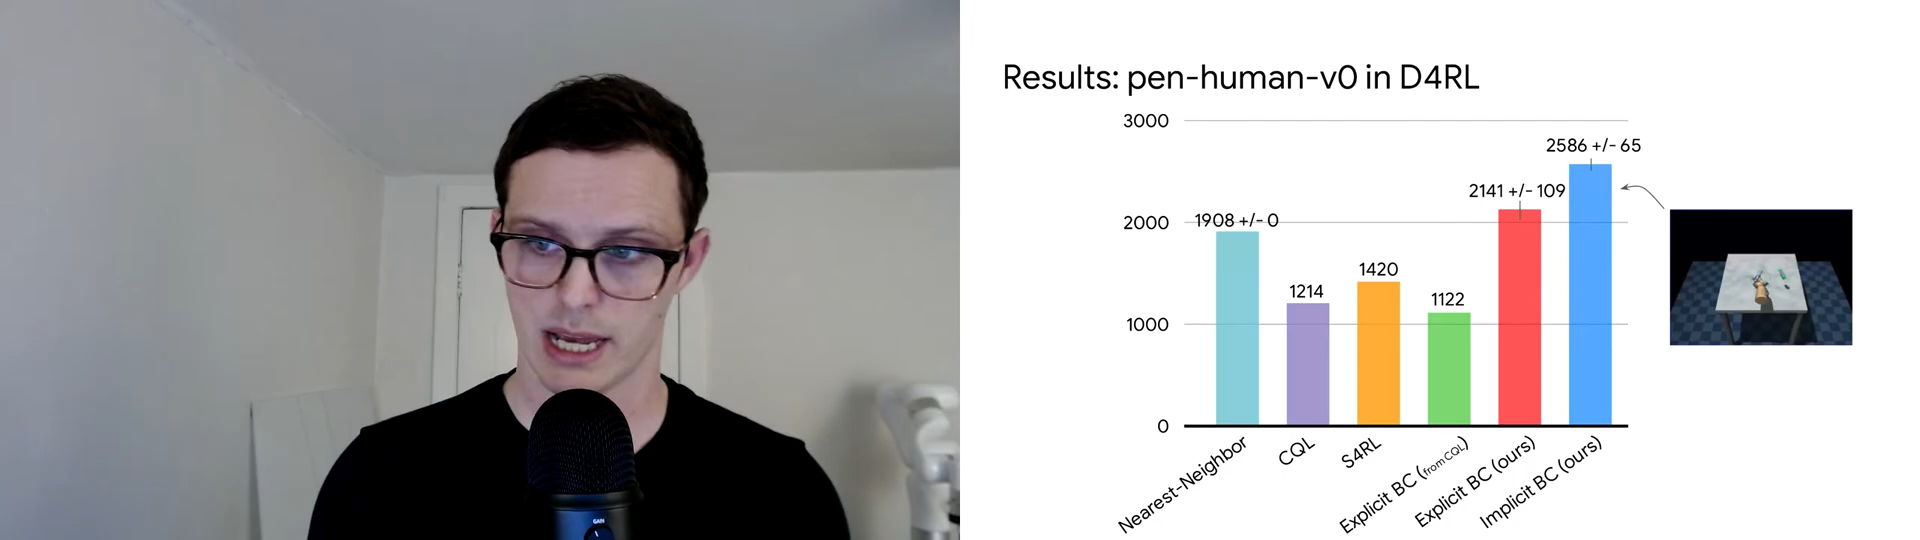 Results: pen-human-v0 in D4RL
3000
2586 +/- 65
2141 +/- 109
1908 +/- 0
2000
1420
1214
1122
1000
0
Nearest-Neighbor
CQL
S4RL
Explicit BC (from CQL)
Explicit BC (ours)
Implicit BC (ours)
GAIN